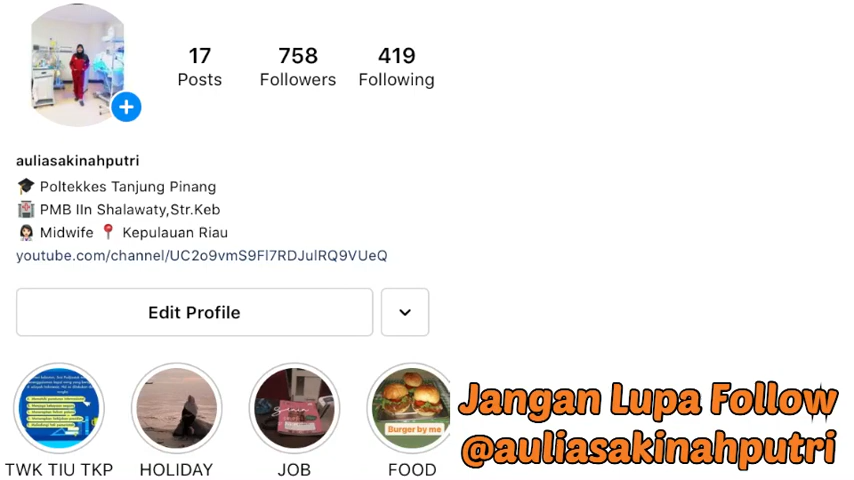 17 758 419
Posts Followers Following
auliasakinahputri
Poltekkes Tanjung Pinang
PMB IIn Shalawaty,Str.Keb
Midwife Kepulauan Riau
youtube.com/channel/UC2o9vmS9Fl7RDJulRQ9VUeQ
Edit Profile
Burger by me
TWK TIU TKP HOLIDAY JOB FOOD
Jangan Lupa Follow
@auliasakinahputri